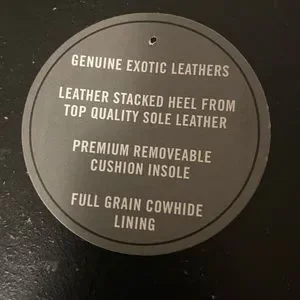 GENUINE EXOTIC LEATHERS
LEATHER STACKED HEEL FROM
TOP QUALITY SOLE LEATHER
PREMIUM REMOVEABLE
CUSHION INSOLE
FULL GRAIN COWHIDE
LINING